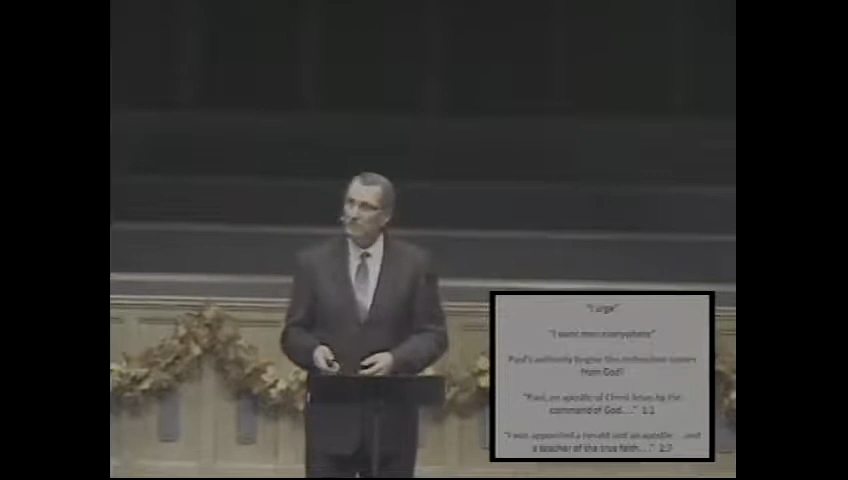 "I urge"
"I want men everywhere"
Paul's authority to give this instruction comes
from God!
"Paul, an apostle of Christ Jesus by the
command of God…." 1:1
"I was appointed a herald and an apostle…and
a teacher of the true faith…." 2:7